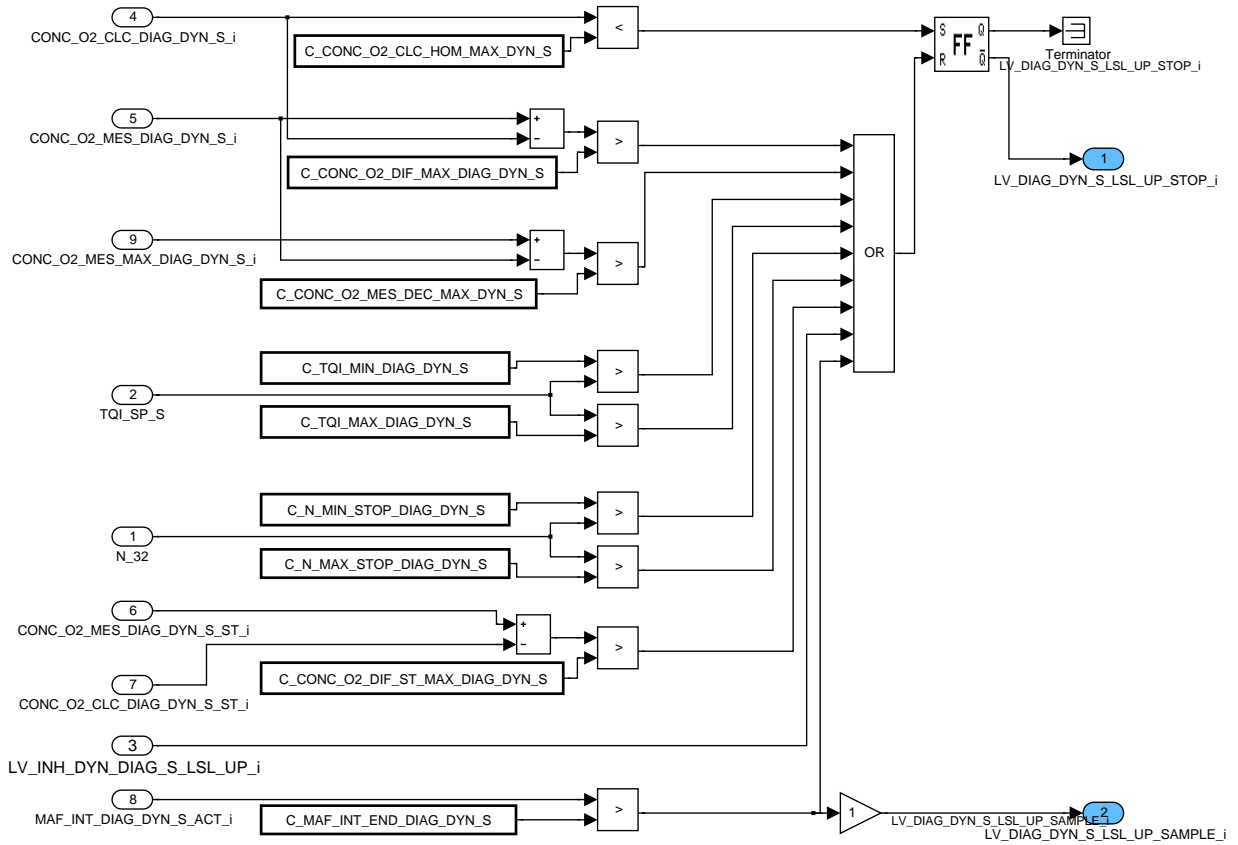 4
CONC_O2_CLC_DIAG_DYN_S_i
C_CONC_O2_CLC_HOM_MAX_DYN_S
<
S Q
R Q
FF
Terminator
LV_DIAG_DYN_S_LSL_UP_STOP_i
1
LV_DIAG_DYN_S_LSL_UP_STOP_i
5
CONC_O2_MES_DIAG_DYN_S_i
+
-
C_CONC_O2_DIF_MAX_DIAG_DYN_S
>
9
CONC_O2_MES_MAX_DIAG_DYN_S_i
+
-
C_CONC_O2_MES_DEC_MAX_DYN_S
>
OR
C_TQI_MIN_DIAG_DYN_S
>
2
TQI_SP_S
C_TQI_MAX_DIAG_DYN_S
>
C_N_MIN_STOP_DIAG_DYN_S
>
1
N_32
C_N_MAX_STOP_DIAG_DYN_S
>
6
CONC_O2_MES_DIAG_DYN_S_ST_i
+
-
>
C_CONC_O2_DIF_ST_MAX_DIAG_DYN_S
7
CONC_O2_CLC_DIAG_DYN_S_ST_i
3
LV_INH_DYN_DIAG_S_LSL_UP_i
8
MAF_INT_DIAG_DYN_S_ACT_i
C_MAF_INT_END_DIAG_DYN_S
>
1
LV_DIAG_DYN_S_LSL_UP_SAMPLE_i
2
LV_DIAG_DYN_S_LSL_UP_SAMPLE_i